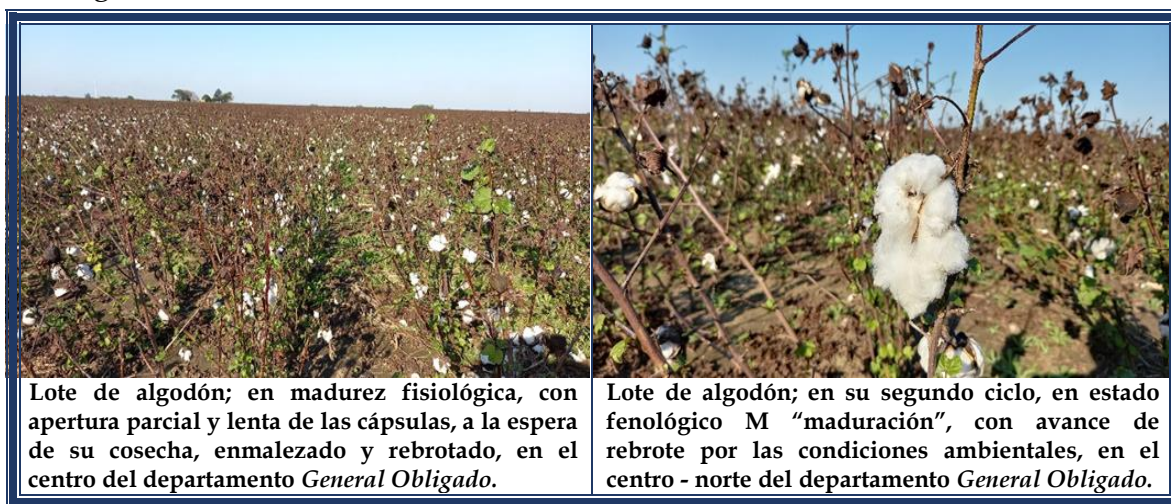 Lote de algodón; en madurez fisiológica, con
apertura parcial y lenta de las cápsulas, a la espera
de su cosecha, enmalezado y rebrotado, en el
centro del departamento General Obligado.
Lote de algodón; en su segundo ciclo, en estado
fenológico M “maduración”, con avance de
rebrote por las condiciones ambientales, en el
centro - norte del departamento General Obligado.